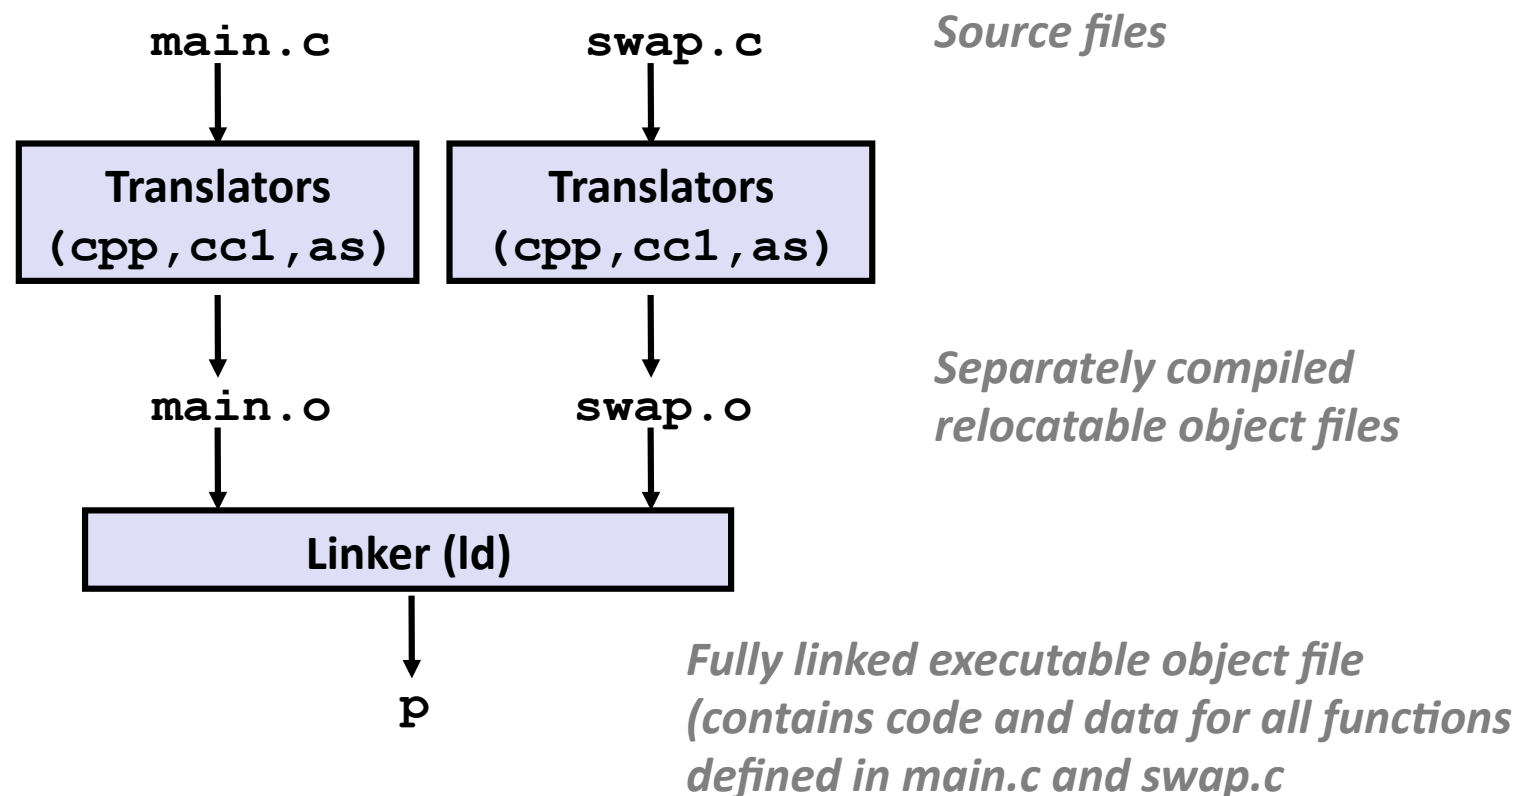 main.c swap.c Source files
Translators Translators
(cpp,cc1,as) (cpp,cc1,as)
main.o swap.o Separately compiled
relocatable object files
Linker (ld)
p
Fully linked executable object file
(contains code and data for all functions
defined in main.c and swap.c